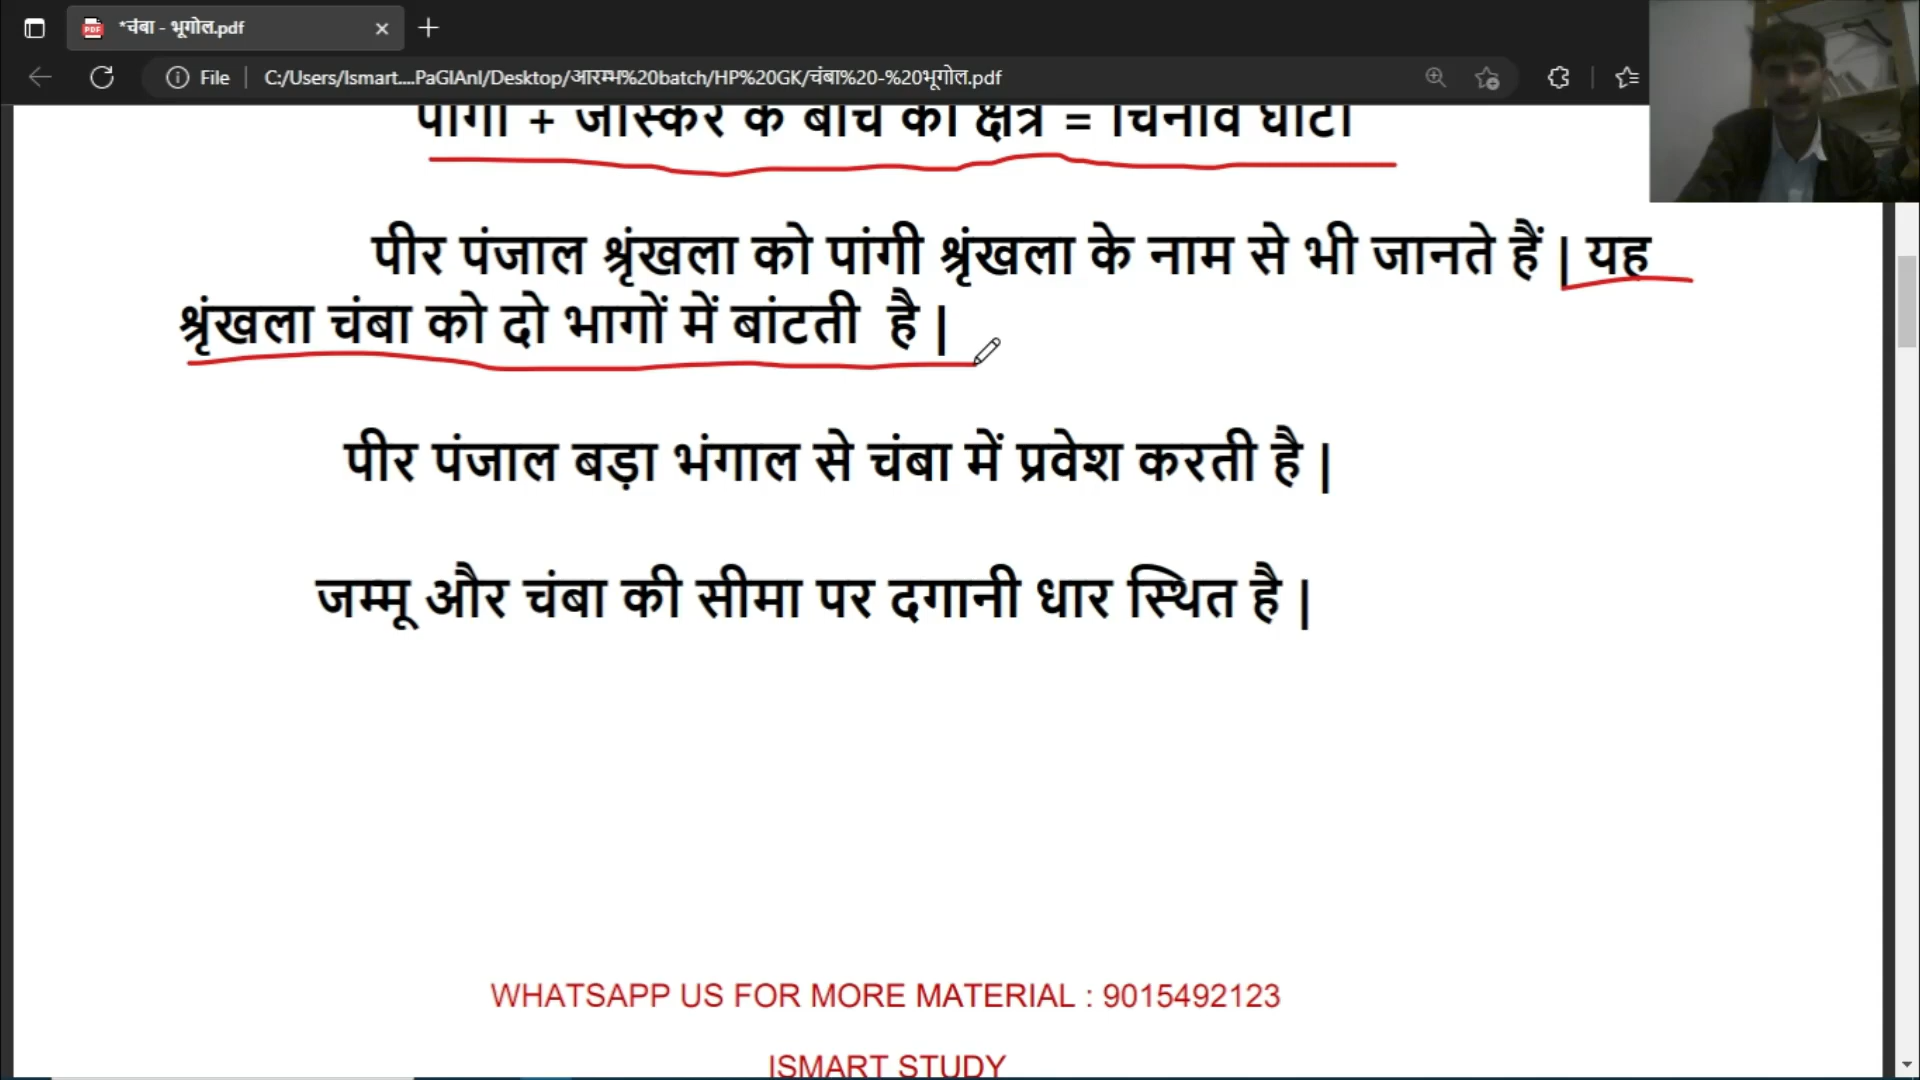 *चंबा - भूगोल.pdf
File
C:/Users/Ismart....PaGlAnI/Desktop/आरम्भ%20batch/HP%20GK/चंबा%20-%20भूगोल.pdf
पांगी + जास्कर के बीच का क्षेत्र = चिनाव घाटी
पीर पंजाल श्रृंखला को पांगी श्रृंखला के नाम से भी जानते हैं | यह
श्रृंखला चंबा को दो भागों में बांटती है |
पीर पंजाल बड़ा भंगाल से चंबा में प्रवेश करती है |
जम्मू और चंबा की सीमा पर दगानी धार स्थित है |
WHATSAPP US FOR MORE MATERIAL : 9015492123
ISMART STUDY